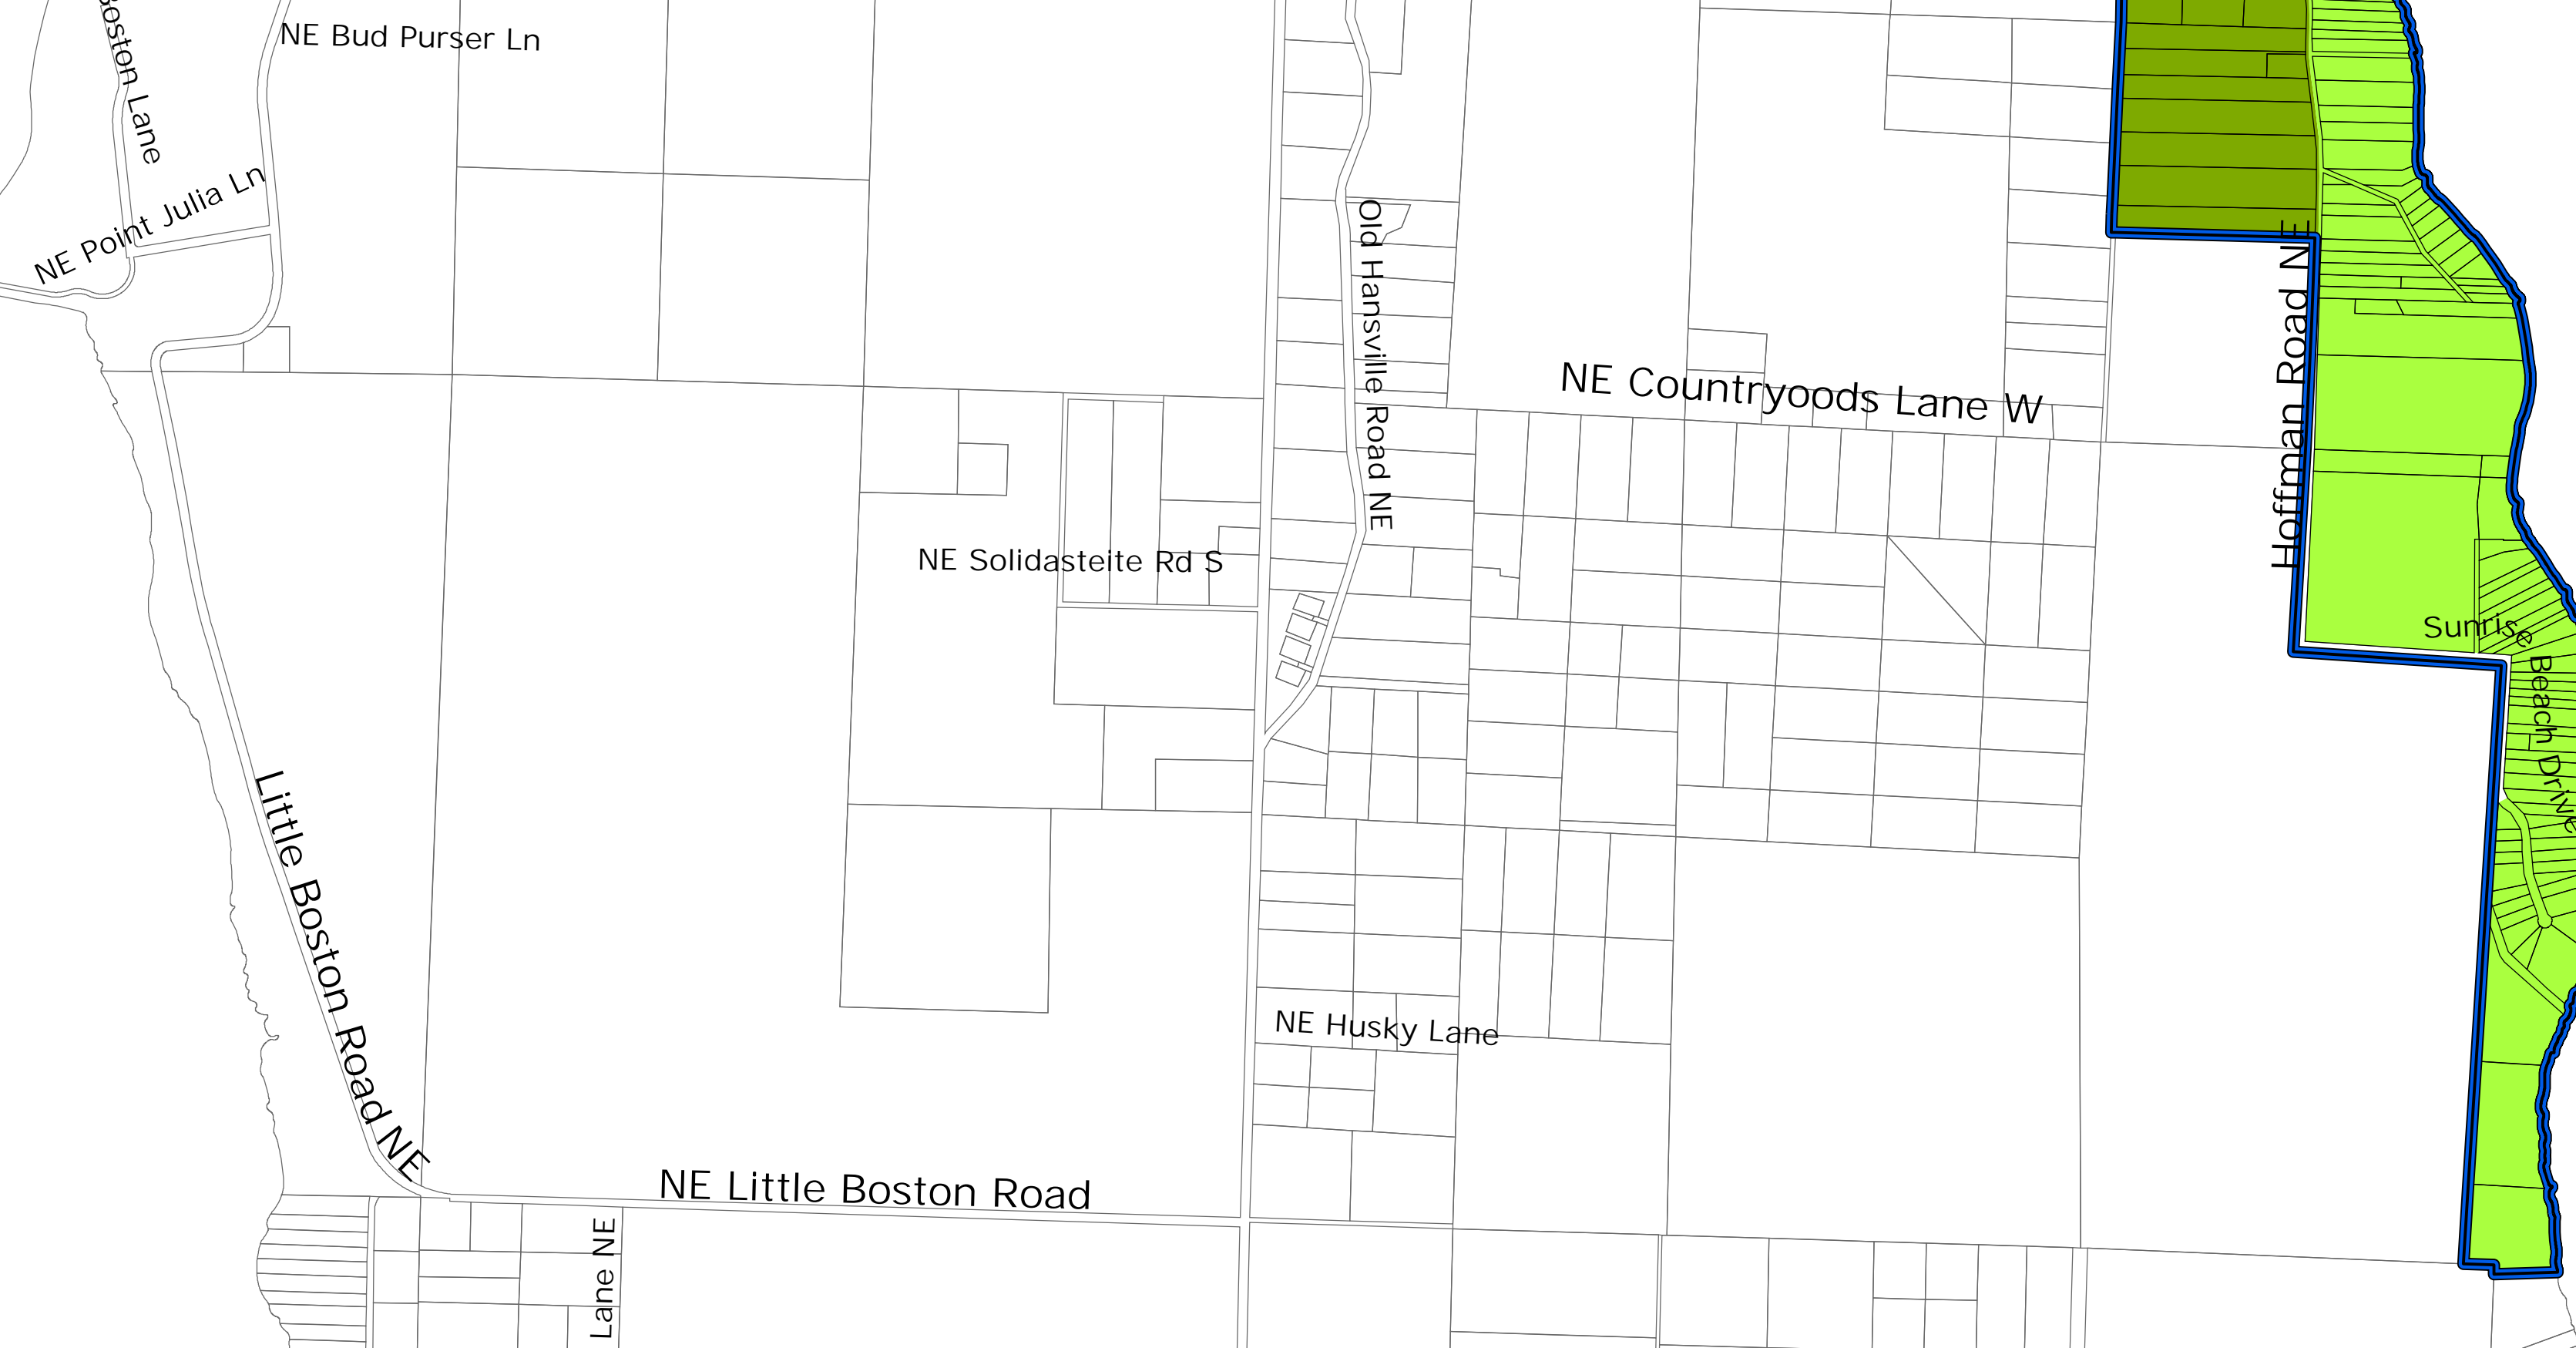 Boston Lane
NE Bud Purser Ln
NE Point Julia Ln
Old Hansville Road NE
Hoffman Road NE
NE Countryoods Lane W
NE Solidasteite Rd S
Sunrise Beach Drive
Little Boston Road NE
NE Husky Lane
NE Little Boston Road
Lane NE